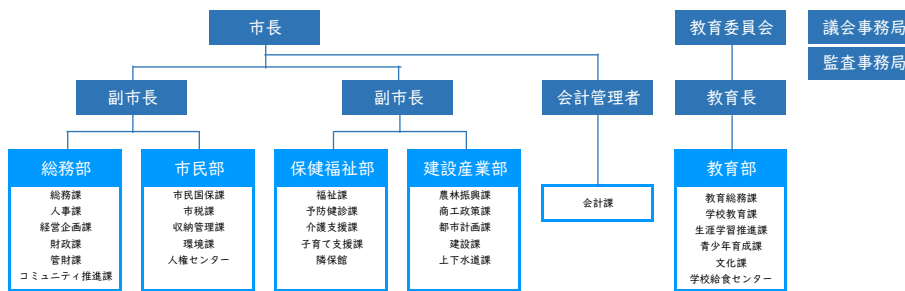 市長
教育委員会
議会事務局
監査事務局
副市長
副市長
会計管理者
教育長
総務部
総務課
人事課
経営企画課
財政課
管財課
コミュニティ推進課
市民部
市民国保課
市税課
収納管理課
環境課
人権センター
保健福祉部
福祉課
予防健診課
介護支援課
子育て支援課
隣保館
建設産業部
農林振興課
商工政策課
都市計画課
建設課
上下水道課
会計課
教育部
教育総務課
学校教育課
生涯学習推進課
青少年育成課
文化課
学校給食センター